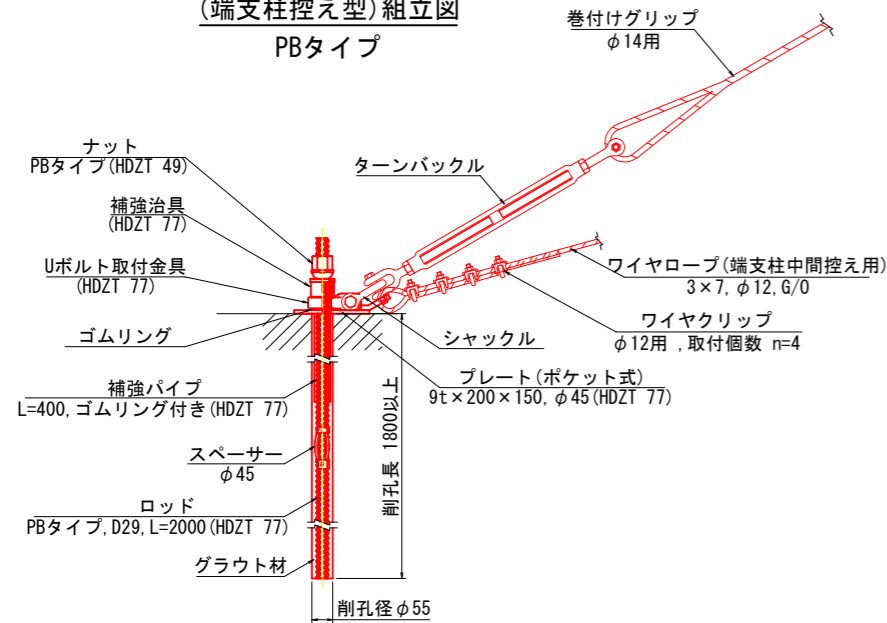 (端支柱控え型)組立図
PBタイプ
巻付けグリップ
φ14用
ナット
PBタイプ(HDZT 49)
ターンバックル
補強治具
(HDZT 77)
Uボルト取付金具
(HDZT 77)
ワイヤロープ(端支柱中間控え用)
3×7, φ12, G/O
ゴムリング
シャックル
ワイヤクリップ
φ12用 , 取付個数 n=4
補強パイプ
L=400, ゴムリング付き(HDZT 77)
プレート(ポケット式)
9t×200×150, φ45(HDZT 77)
削孔長 1800以上
スペーサー
φ45
ロッド
PBタイプ, D29, L=2000(HDZT 77)
グラウト材
削孔径φ55